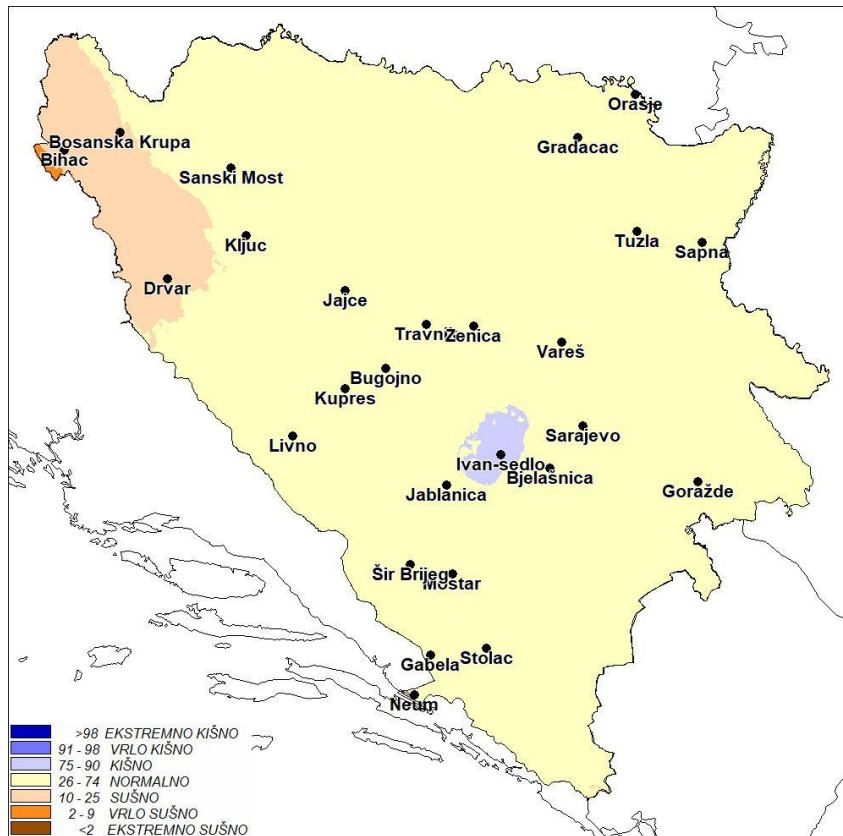 Orašje
Bosanska Krupa
Gradacac
Bihac
Sanski Most
Tuzla
Kljuc
Sapna
Drvar
Jajce
Travnik
Zenica
Vareš
Bugojno
Kupres
Sarajevo
Livno
Ivan-sedlo
Bjelašnica
Jablanica
Goražde
Šir Brijeg
Mostar
Stolac
Gabela
Neum
>98 EKSTREMNO KIŠNO
91 - 98 VRLO KIŠNO
75 - 90 KIŠNO
26 - 74 NORMALNO
10 - 25 SUŠNO
2 - 9 VRLO SUŠNO
<2 EKSTREMNO SUŠNO